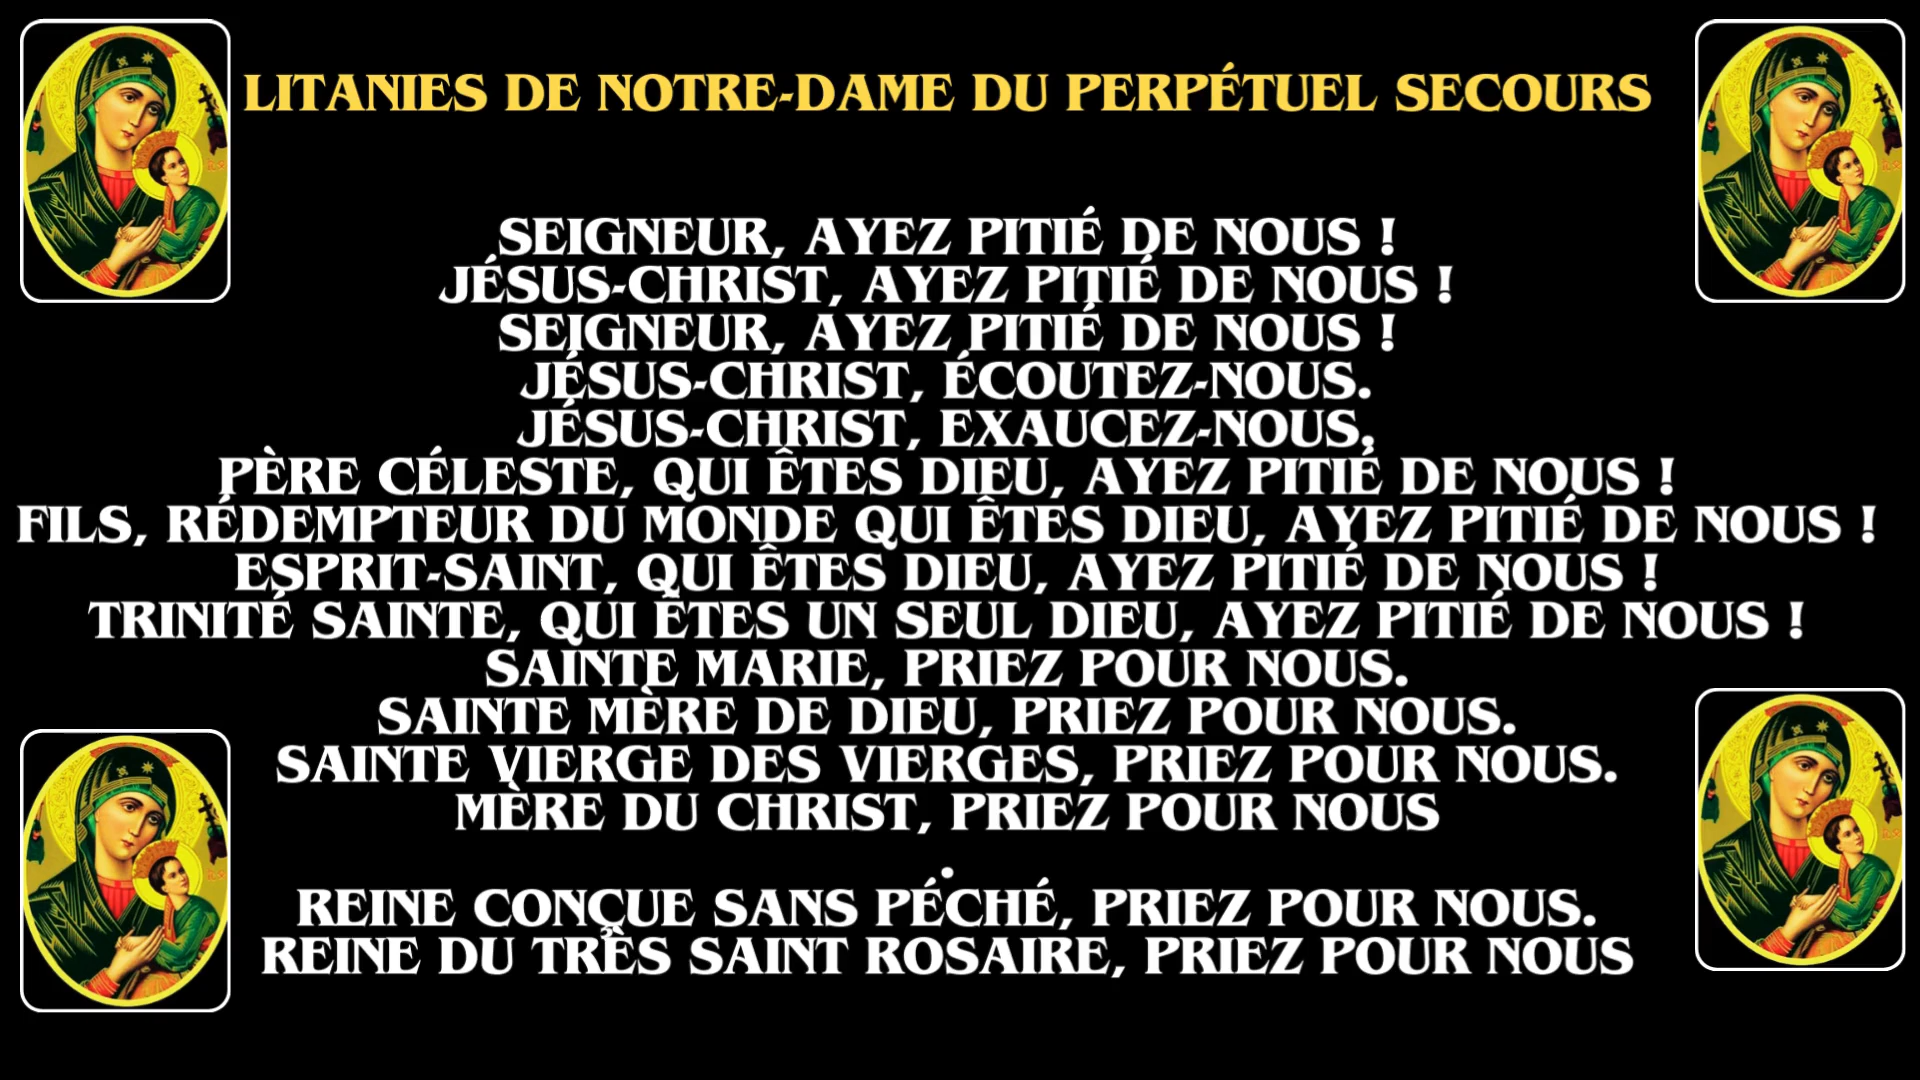 LITANIES DE NOTRE-DAME DU PERPÉTUEL SECOURS
SEIGNEUR, AYEZ PITIÉ DE NOUS !
JÉSUS-CHRIST, AYEZ PITIÉ DE NOUS !
SEIGNEUR, AYEZ PITIÉ DE NOUS !
JÉSUS-CHRIST, ÉCOUTEZ-NOUS.
JÉSUS-CHRIST, EXAUCEZ-NOUS.
PÈRE CÉLESTE, QUI ÊTES DIEU, AYEZ PITIÉ DE NOUS !
FILS, RÉDEMPTEUR DU MONDE QUI ÊTES DIEU, AYEZ PITIÉ DE NOUS !
ESPRIT-SAINT, QUI ÊTES DIEU, AYEZ PITIÉ DE NOUS !
TRINITÉ SAINTE, QUI ÊTES UN SEUL DIEU, AYEZ PITIÉ DE NOUS !
SAINTE MARIE, PRIEZ POUR NOUS.
SAINTE MÈRE DE DIEU, PRIEZ POUR NOUS.
SAINTE VIERGE DES VIERGES, PRIEZ POUR NOUS.
MÈRE DU CHRIST, PRIEZ POUR NOUS
.
REINE CONÇUE SANS PÉCHÉ, PRIEZ POUR NOUS.
REINE DU TRÈS SAINT ROSAIRE, PRIEZ POUR NOUS